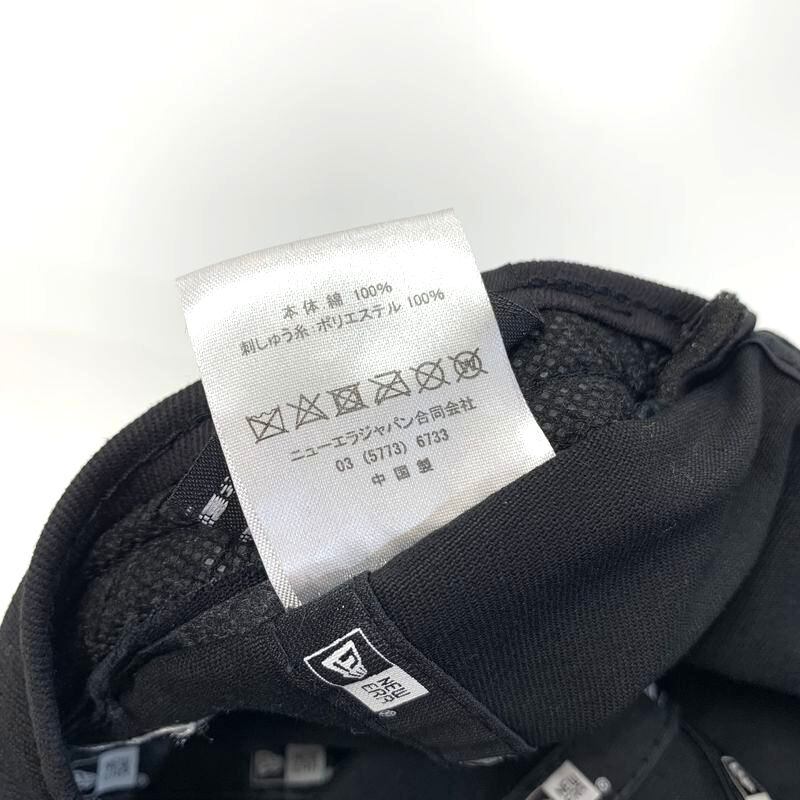 本体綿 100%
刺しゅう糸・ポリエステル 100%
ニューエラジャパン合同会社
03 (5773) 6733
中国製
NEW
ERA